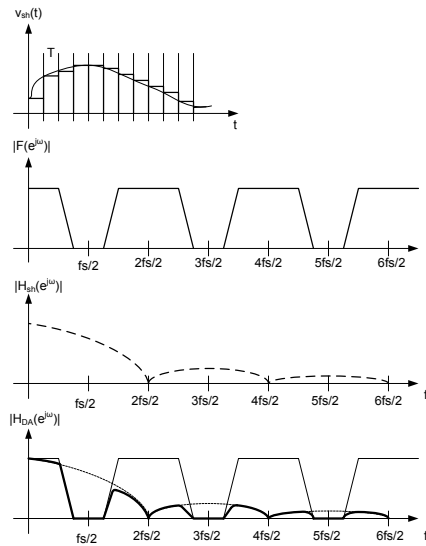 v_sh(t)
T
t
|F(e^jω)|
fs/2 2fs/2 3fs/2 4fs/2 5fs/2 6fs/2
|H_sh(e^jω)|
fs/2 2fs/2 3fs/2 4fs/2 5fs/2 6fs/2 f
|H_DA(e^jω)|
fs/2 2fs/2 3fs/2 4fs/2 5fs/2 6fs/2 f